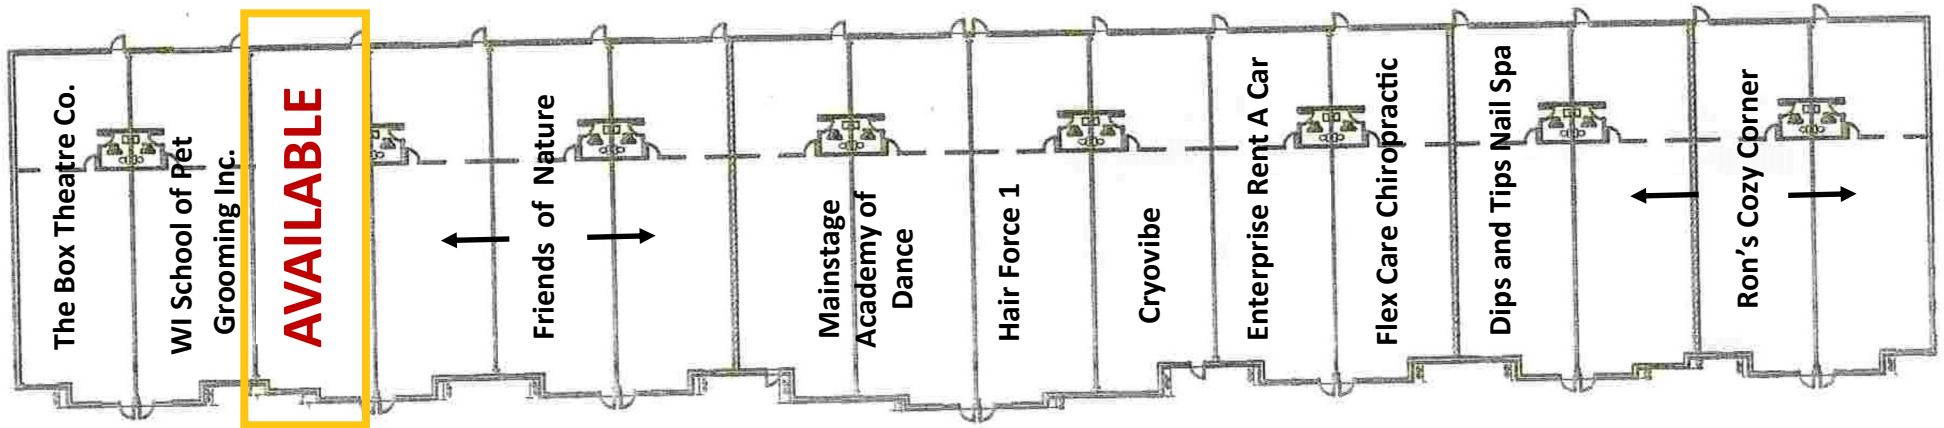 The Box Theatre Co.
WI School of Pet
Grooming Inc.
AVAILABLE
Friends of Nature
Mainstage
Academy of
Dance
Hair Force 1
Cryovibe
Enterprise Rent A Car
Flex Care Chiropractic
Dips and Tips Nail Spa
Ron’s Cozy Corner